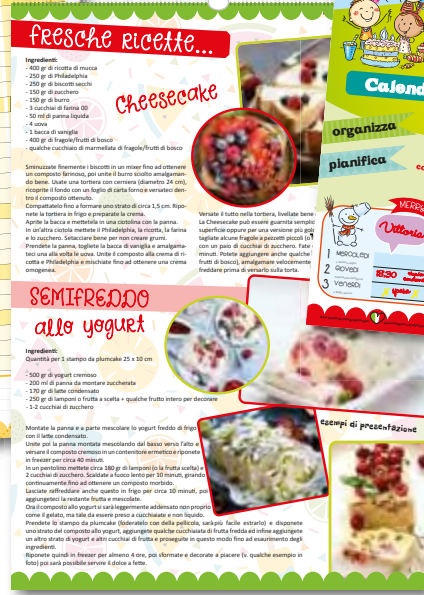 fresche ricette...
Cheesecake
Ingredienti:
- 400 gr di ricotta di mucca
- 250 gr di Philadelphia
- 250 gr di biscotti secchi
- 150 gr di zucchero
- 150 gr di burro
- 3 cucchiai di farina 00
- 50 ml di panna liquida
- 4 uova
- 1 bacca di vaniglia
- 400 gr di fragole/frutti di bosco
- qualche cucchiaio di marmellata di fragole/frutti di bosco
Sminuzzate finemente i biscotti in un mixer fino ad ottenere
un composto farinoso, poi unite il burro sciolto amalgaman-
do bene. Usate una tortiera con cerniera (diametro 24 cm),
ricoprite il fondo con un foglio di carta forno e versateci den-
tro il composto ottenuto.
Compattatelo fino a formare uno strato di circa 1,5 cm. Ripo-
nete la tortiera in frigo e preparate la crema.
Aprite la bacca e mettetela in una ciotolina con la panna.
In un'altra ciotola mettete il Philadelphia, la ricotta, la farina
e lo zucchero. Setacciare bene per non creare grumi.
Prendete la panna, togliete la bacca di vaniglia e amalgama-
teci una alla volta le uova. Unite il composto alla crema di ri-
cotta e Philadelphia e mischiate fino ad ottenere una crema
omogenea.
Versate il tutto nella tortiera, livellate bene
La Cheesecake può essere guarnita semplic
superficie oppure per una versione più gol
tagliate alcune fragole a pezzetti piccoli (o
con un paio di cucchiai di zucchero. Fate
minuti. Potete aggiungere anche qualche
frutti di bosco), amalgamare velocemente
freddare prima di versarlo sulla torta.
SEMIFREDDO
allo yogurt
Ingredienti:
Quantità per 1 stampo da plumcake 25 x 10 cm
- 500 gr di yogurt cremoso
- 200 ml di panna da montare zuccherata
- 170 gr di latte condensato
- 250 gr di lamponi o frutta a scelta + qualche frutto intero per decorare
- 1-2 cucchiai di zucchero
Montate la panna e a parte mescolare lo yogurt freddo di frigo
con il latte condensato.
Unite poi la panna montata mescolando dal basso verso l'alto e
versare il composto cremoso in un contenitore ermetico e riponete
in freezer per circa 40 minuti.
In un pentolino mettete circa 180 gr di lamponi (o la frutta scelta) e
2 cucchiai di zucchero. Scaldate a fuoco lento per 10 minuti, girando
continuamente fino ad ottenere un composto morbido.
Lasciate raffreddare anche questo in frigo per circa 10 minuti, poi
aggiungeteci la restante frutta e mescolate.
Ora il composto allo yogurt si sarà leggermente addensato non proprio
come il gelato, ma tale da essere preso a cucchiaiate e non liquido.
Prendete lo stampo da plumcake (foderatelo con della pellicola, sarà più facile estrarlo) e disponete
uno strato del composto allo yogurt, aggiungete qualche cucchiaiata di frutta fredda ed infine aggiungete
un altro strato di yogurt e altri cucchiai di frutta e proseguite in questo modo fino ad esaurimento degli
ingredienti.
Riponete quindi in freezer per almeno 4 ore, poi sformate e decorate a piacere (v. qualche esempio in
foto) poi sarà possibile servire il dolce a fette.
esempi di presentazione
Calend
organizza
pianifica
Vittoria
1 MERCOLEDÌ
2 GIOVEDÌ
3 VENERDÌ
18:30